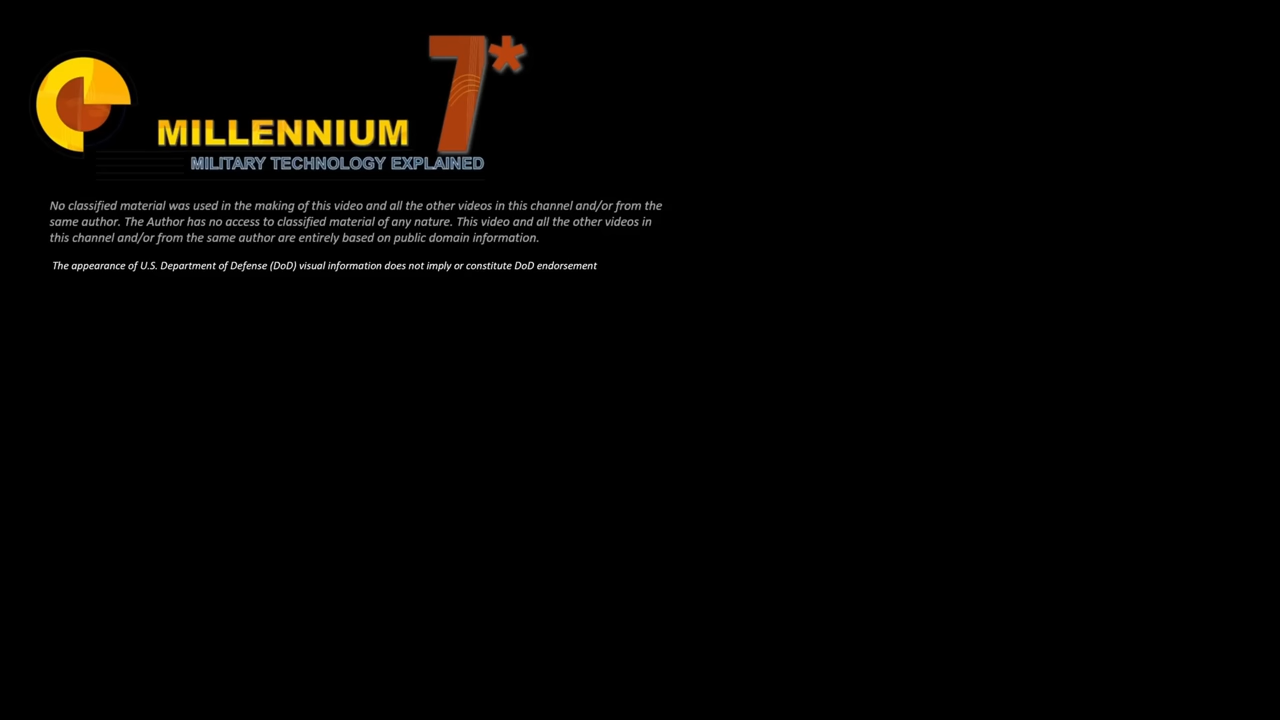 7*
MILLENNIUM
MILITARY TECHNOLOGY EXPLAINED
No classified material was used in the making of this video and all the other videos in this channel and/or from the
same author. The Author has no access to classified material of any nature. This video and all the other videos in
this channel and/or from the same author are entirely based on public domain information.
The appearance of U.S. Department of Defense (DoD) visual information does not imply or constitute DoD endorsement